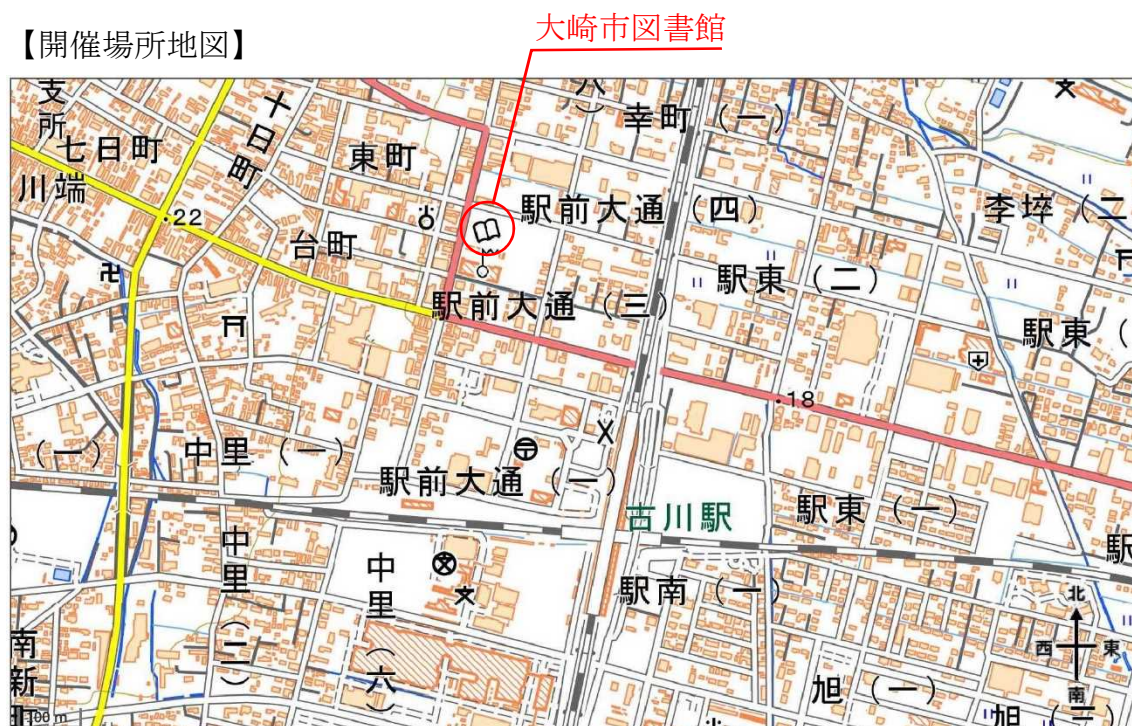 【開催場所地図】
大崎市図書館
支所
七日町
川端
十日町
東町
台町
22
幸町（一）
駅前大通（四）
李埣（二
駅東（二）
駅前大通（三）
駅東（
18
中里（一）
（一）
駅前大通（一）
古川駅
駅東（一）
駅
中里（二）
中里（六）
駅南（一）
北
西
東
南
南新
旭（一）
100m